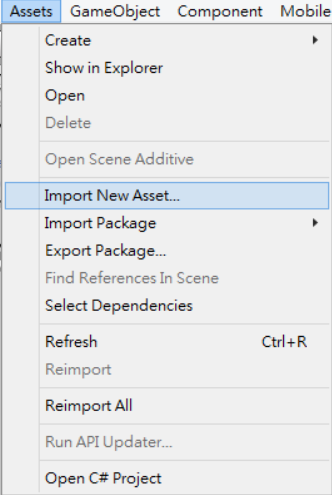 Assets GameObject Component Mobile
Create
Show in Explorer
Open
Delete
Open Scene Additive
Import New Asset...
Import Package
Export Package...
Find References In Scene
Select Dependencies
Refresh Ctrl+R
Reimport
Reimport All
Run API Updater...
Open C# Project